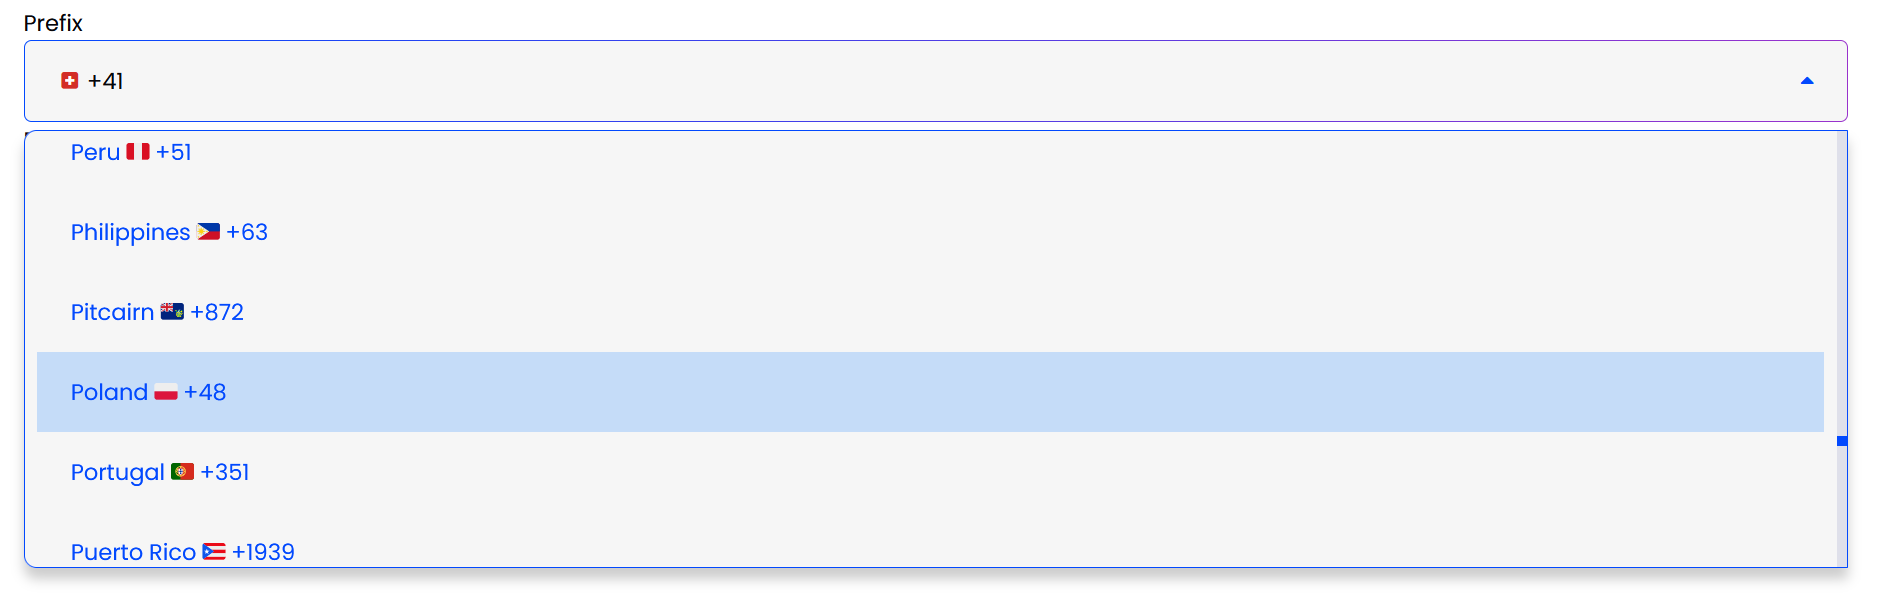 Prefix
+41
Peru +51
Philippines +63
Pitcairn +872
Poland +48
Portugal +351
Puerto Rico +1939